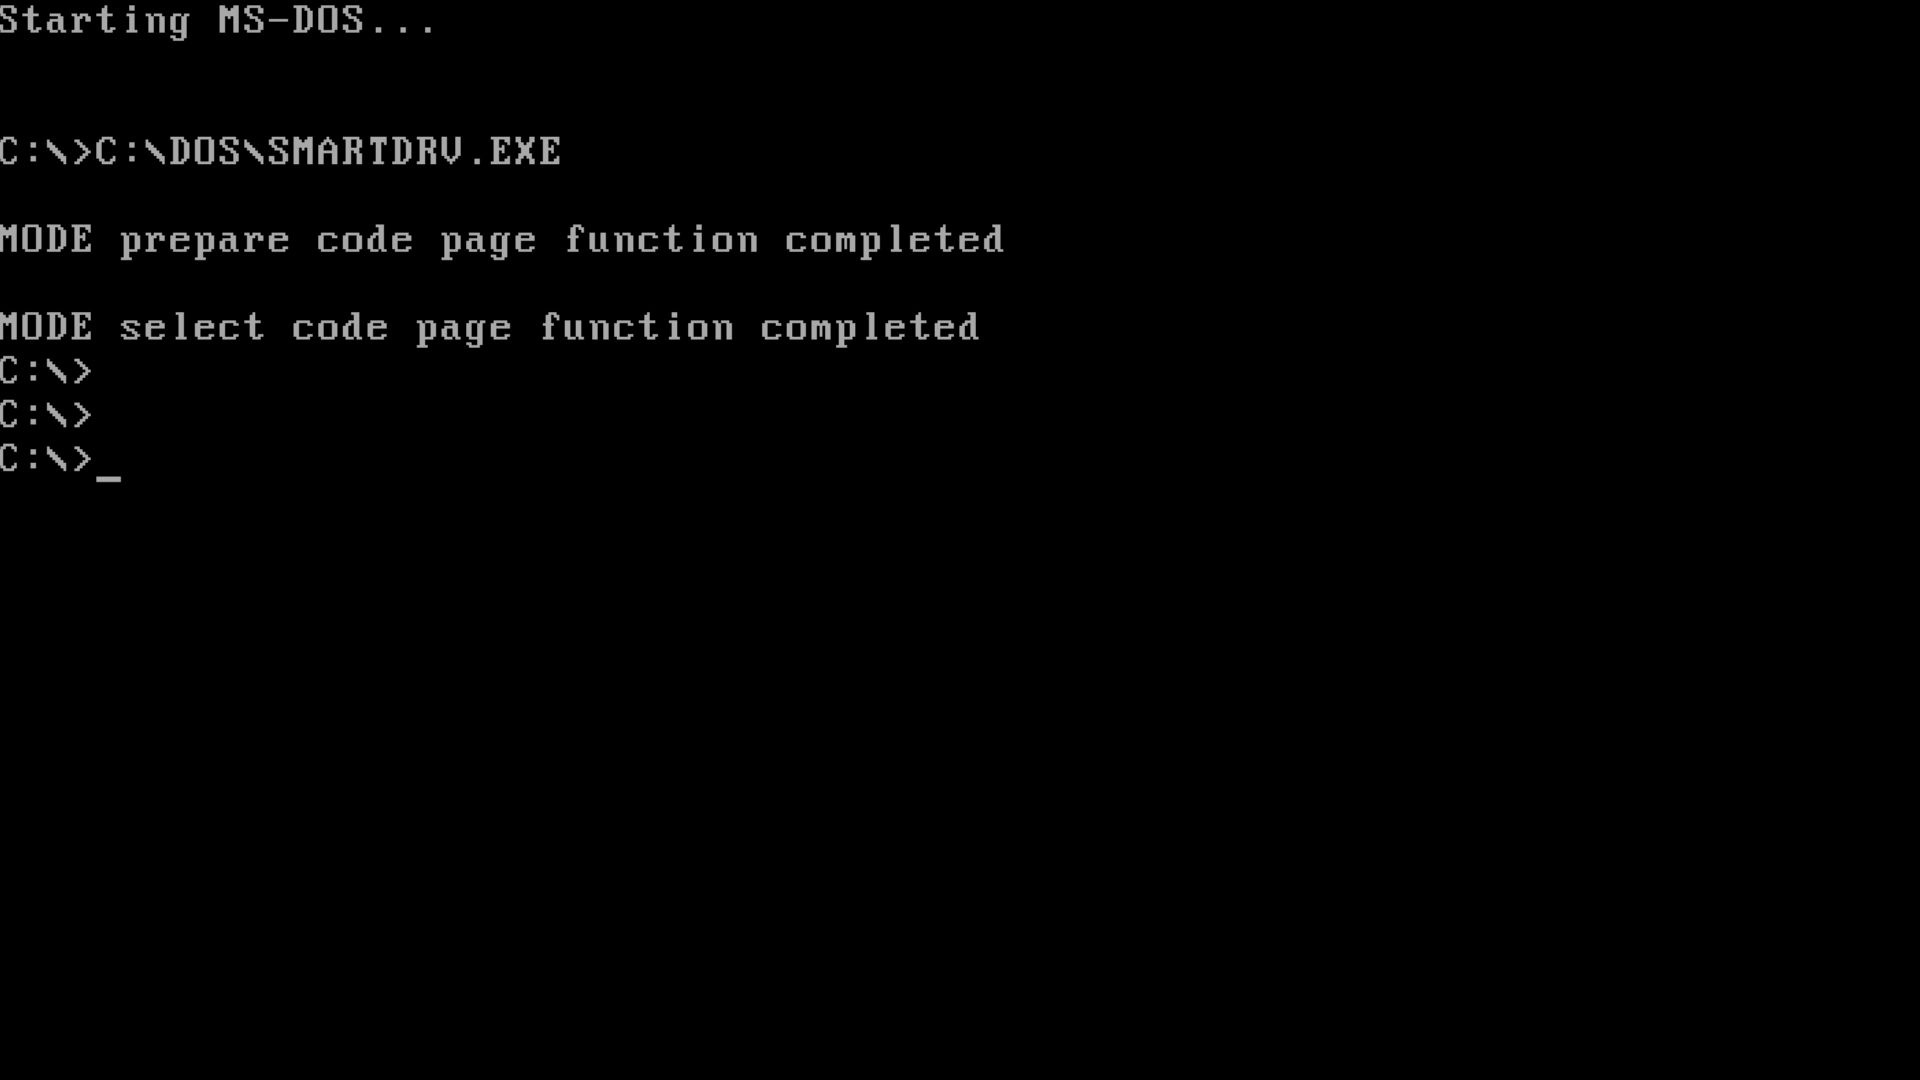 Starting MS-DOS...
C:\>C:\DOS\SMARTDRV.EXE
MODE prepare code page function completed
MODE select code page function completed
C:\>
C:\>
C:\>_